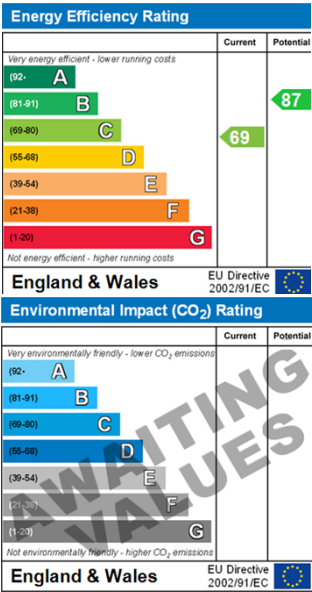 Energy Efficiency Rating
Current Potential
Very energy efficient - lower running costs
(92- A
(81-91) B
87
(69-80) C
69
(55-68) D
(39-54) E
(21-38) F
(1-20) G
Not energy efficient - higher running costs
England & Wales
EU Directive
2002/91/EC
Environmental Impact (CO₂) Rating
Current Potential
Very environmentally friendly - lower CO₂ emissions
(92- A
(81-91) B
(69-80) C
(55-68) D
(39-54) E
(21-38) F
(1-20) G
AWAITING
VALUES
Not environmentally friendly - higher CO₂ emissions
England & Wales
EU Directive
2002/91/EC